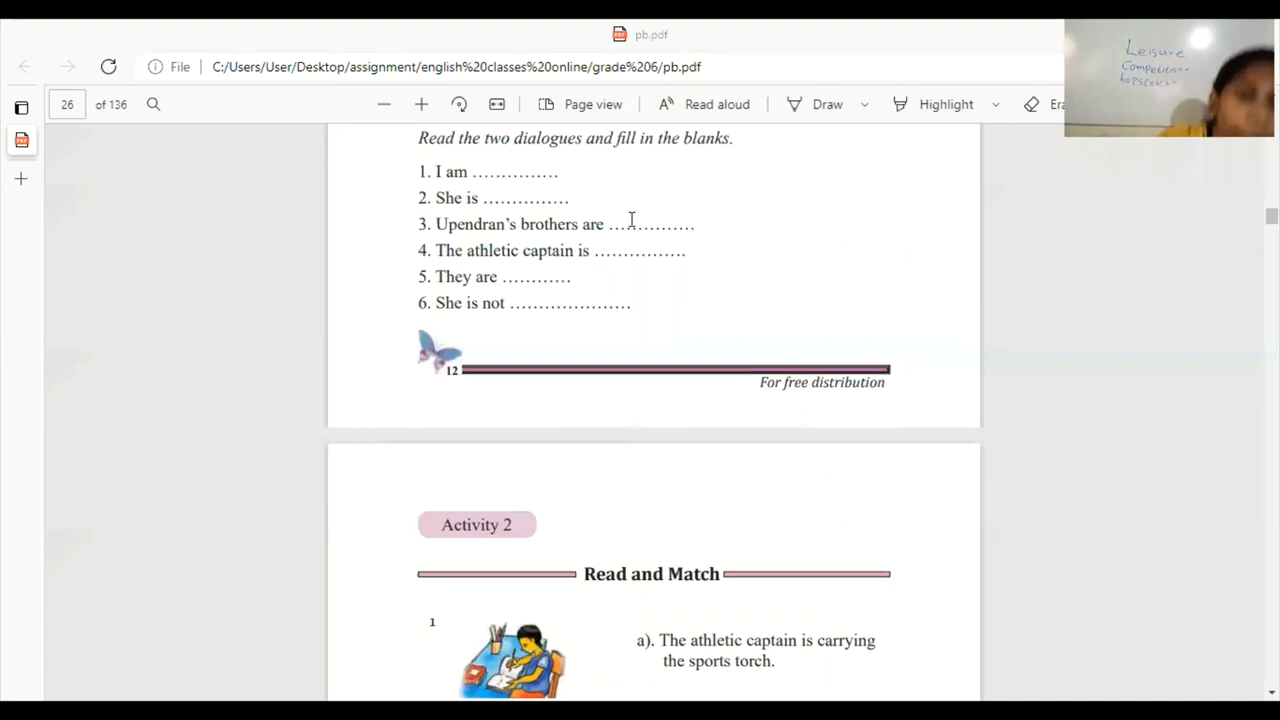 pb.pdf
File C:/Users/User/Desktop/assignment/english%20classes%20online/grade%206/pb.pdf
26 of 136 Page view Read aloud Draw Highlight Era
Leisure
Competition
Read the two dialogues and fill in the blanks.
1. I am ...............
2. She is ...............
3. Upendran's brothers are ...............
4. The athletic captain is ................
5. They are ............
6. She is not .....................
12
For free distribution
Activity 2
Read and Match
1
a). The athletic captain is carrying
the sports torch.